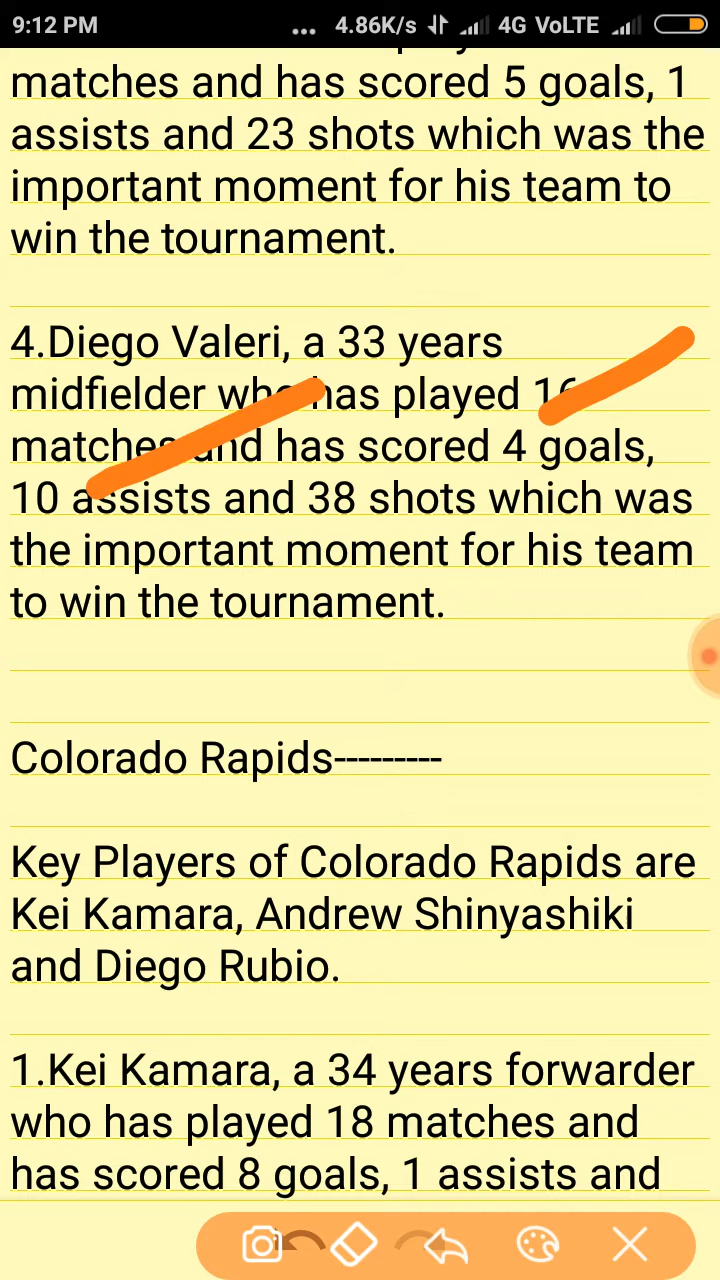 9:12 PM ... 4.86K/s 4G VoLTE
matches and has scored 5 goals, 1
assists and 23 shots which was the
important moment for his team to
win the tournament.
4.Diego Valeri, a 33 years
midfielder who has played 16
matches and has scored 4 goals,
10 assists and 38 shots which was
the important moment for his team
to win the tournament.
Colorado Rapids---------
Key Players of Colorado Rapids are
Kei Kamara, Andrew Shinyashiki
and Diego Rubio.
1.Kei Kamara, a 34 years forwarder
who has played 18 matches and
has scored 8 goals, 1 assists and